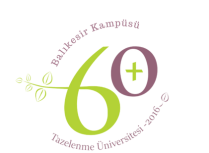 Balıkesir Kampüsü
60+
Tazelenme Üniversitesi -2016-